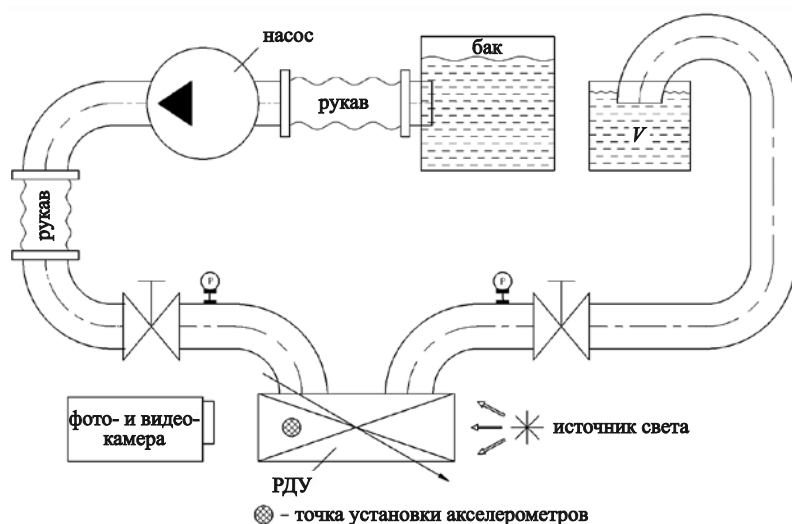 насос
бак
рукав
V
рукав
P
P
фото- и видео-
камера
источник света
РДУ
– точка установки акселерометров